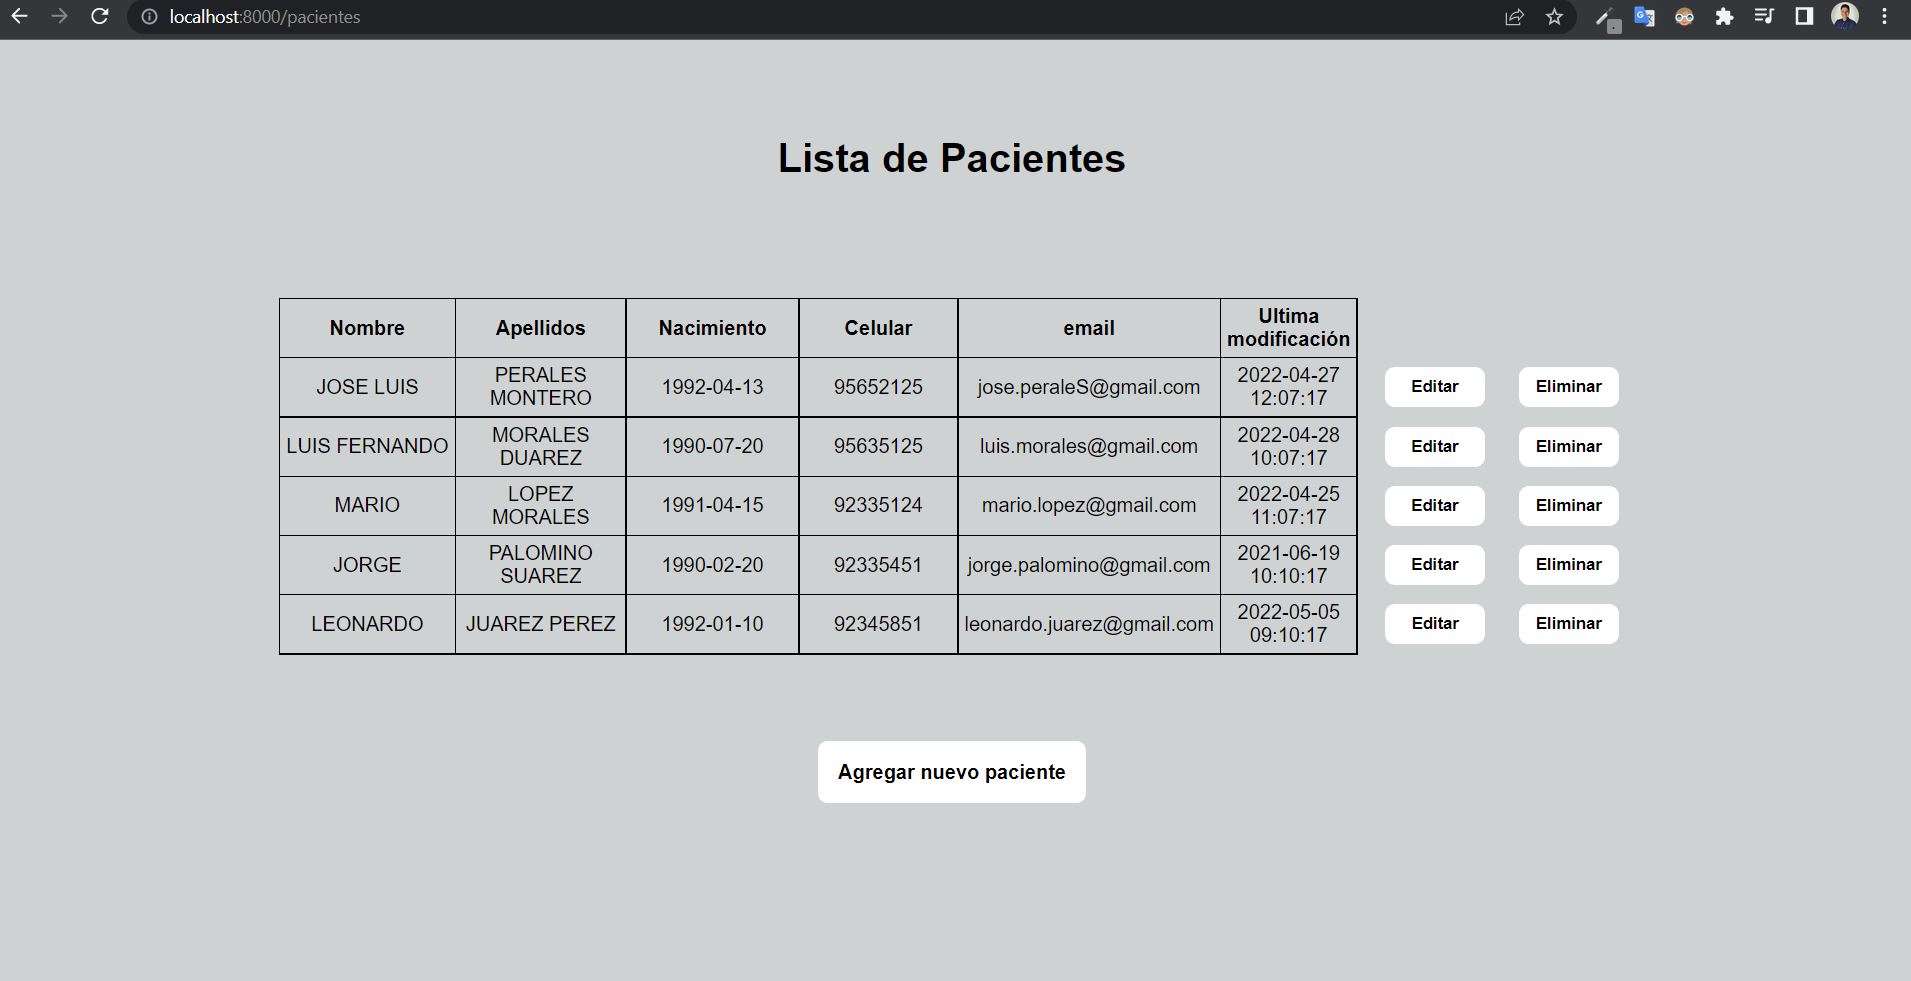 localhost:8000/pacientes
Lista de Pacientes
Nombre Apellidos Nacimiento Celular email Ultima modificación
JOSE LUIS PERALES MONTERO 1992-04-13 95652125 jose.peraleS@gmail.com 2022-04-27 12:07:17 Editar Eliminar
LUIS FERNANDO MORALES DUAREZ 1990-07-20 95635125 luis.morales@gmail.com 2022-04-28 10:07:17 Editar Eliminar
MARIO LOPEZ MORALES 1991-04-15 92335124 mario.lopez@gmail.com 2022-04-25 11:07:17 Editar Eliminar
JORGE PALOMINO SUAREZ 1990-02-20 92335451 jorge.palomino@gmail.com 2021-06-19 10:10:17 Editar Eliminar
LEONARDO JUAREZ PEREZ 1992-01-10 92345851 leonardo.juarez@gmail.com 2022-05-05 09:10:17 Editar Eliminar
Agregar nuevo paciente